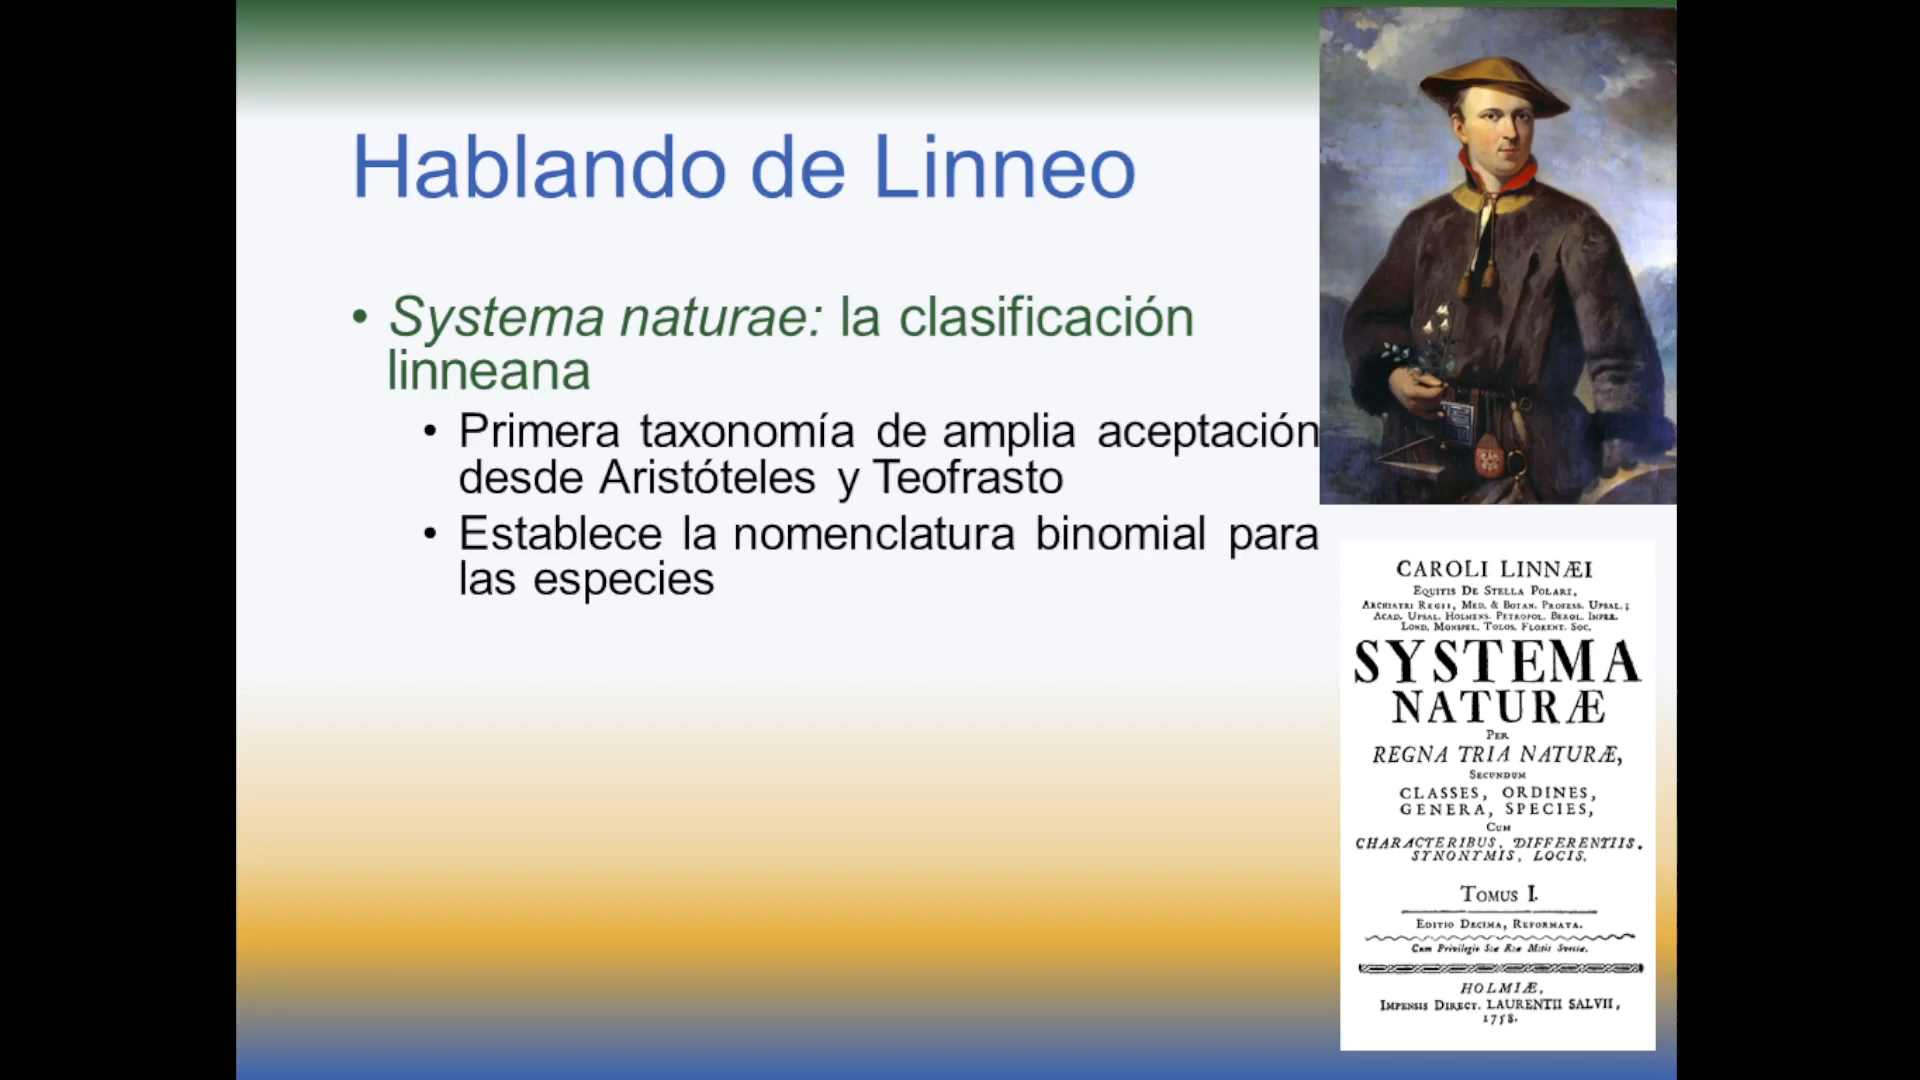 Hablando de Linneo
• Systema naturae: la clasificación
linneana
• Primera taxonomía de amplia aceptación
desde Aristóteles y Teofrasto
• Establece la nomenclatura binomial para
las especies
CAROLI LINNÆI
EQUITIS DE STELLA POLARI,
ARCHIATRI REGII, MED. & BOTAN. PROFESS. UPSAL.;
ACAD. UPSAL. HOLMENS. PETROPOL. BEROL. IMPER.
LOND. MONSPEL. TOLOS. FLORENT. SOC.
SYSTEMA
NATURÆ
PER
REGNA TRIA NATURÆ,
SECUNDUM
CLASSES, ORDINES,
GENERA, SPECIES,
CUM
CHARACTERIBUS, DIFFERENTIIS,
SYNONYMIS, LOCIS.
TOMUS I.
EDITIO DECIMA, REFORMATA.
Cum Privilegio S:æ R:æ M:tis Sveciæ.
HOLMIÆ,
IMPENSIS DIRECT. LAURENTII SALVII,
1758.